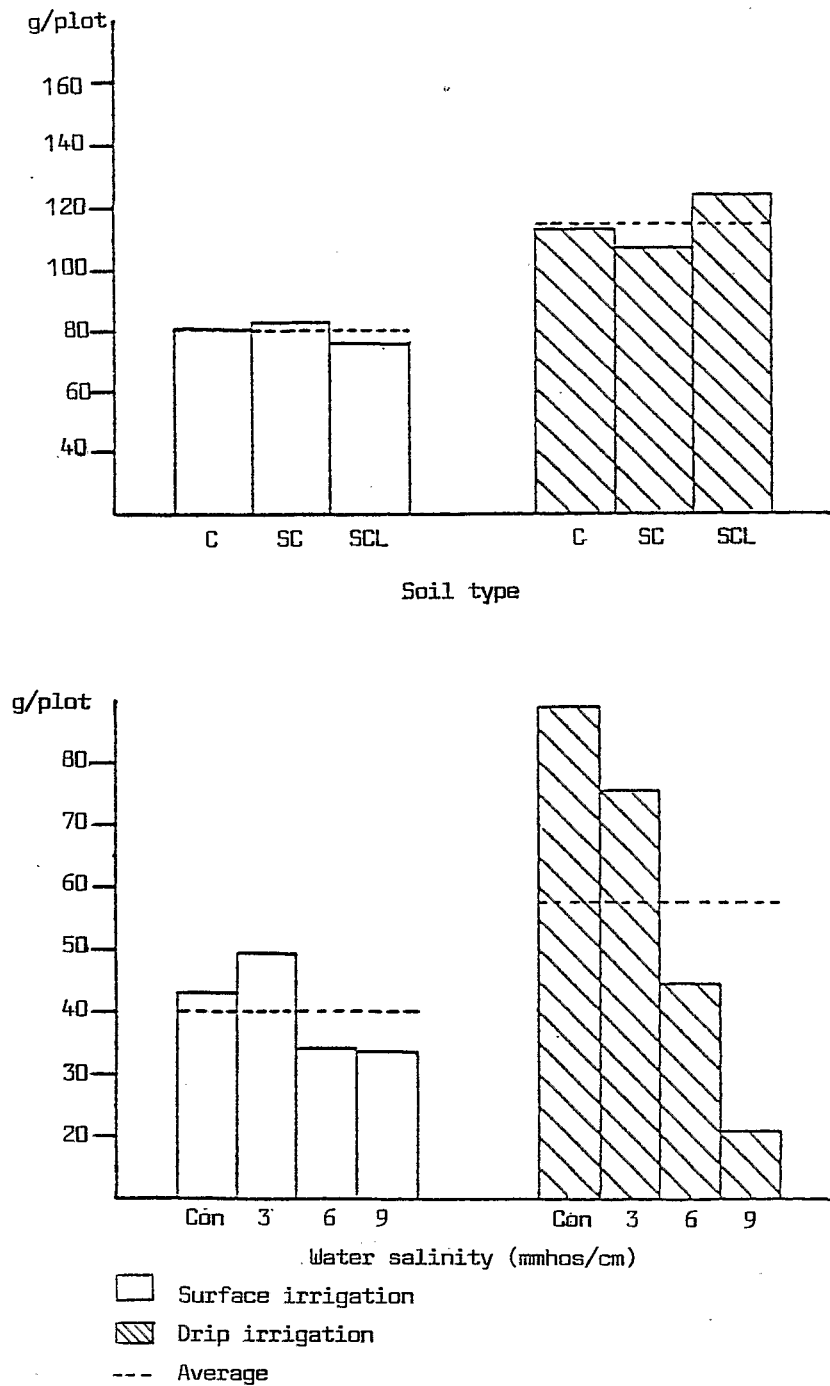 g/plot
160
140
120
100
80
60
40
C SC SCL C SC SCL
Soil type
g/plot
80
70
60
50
40
30
20
Con 3 6 9 Con 3 6 9
Water salinity (mmhos/cm)
Surface irrigation
Drip irrigation
--- Average